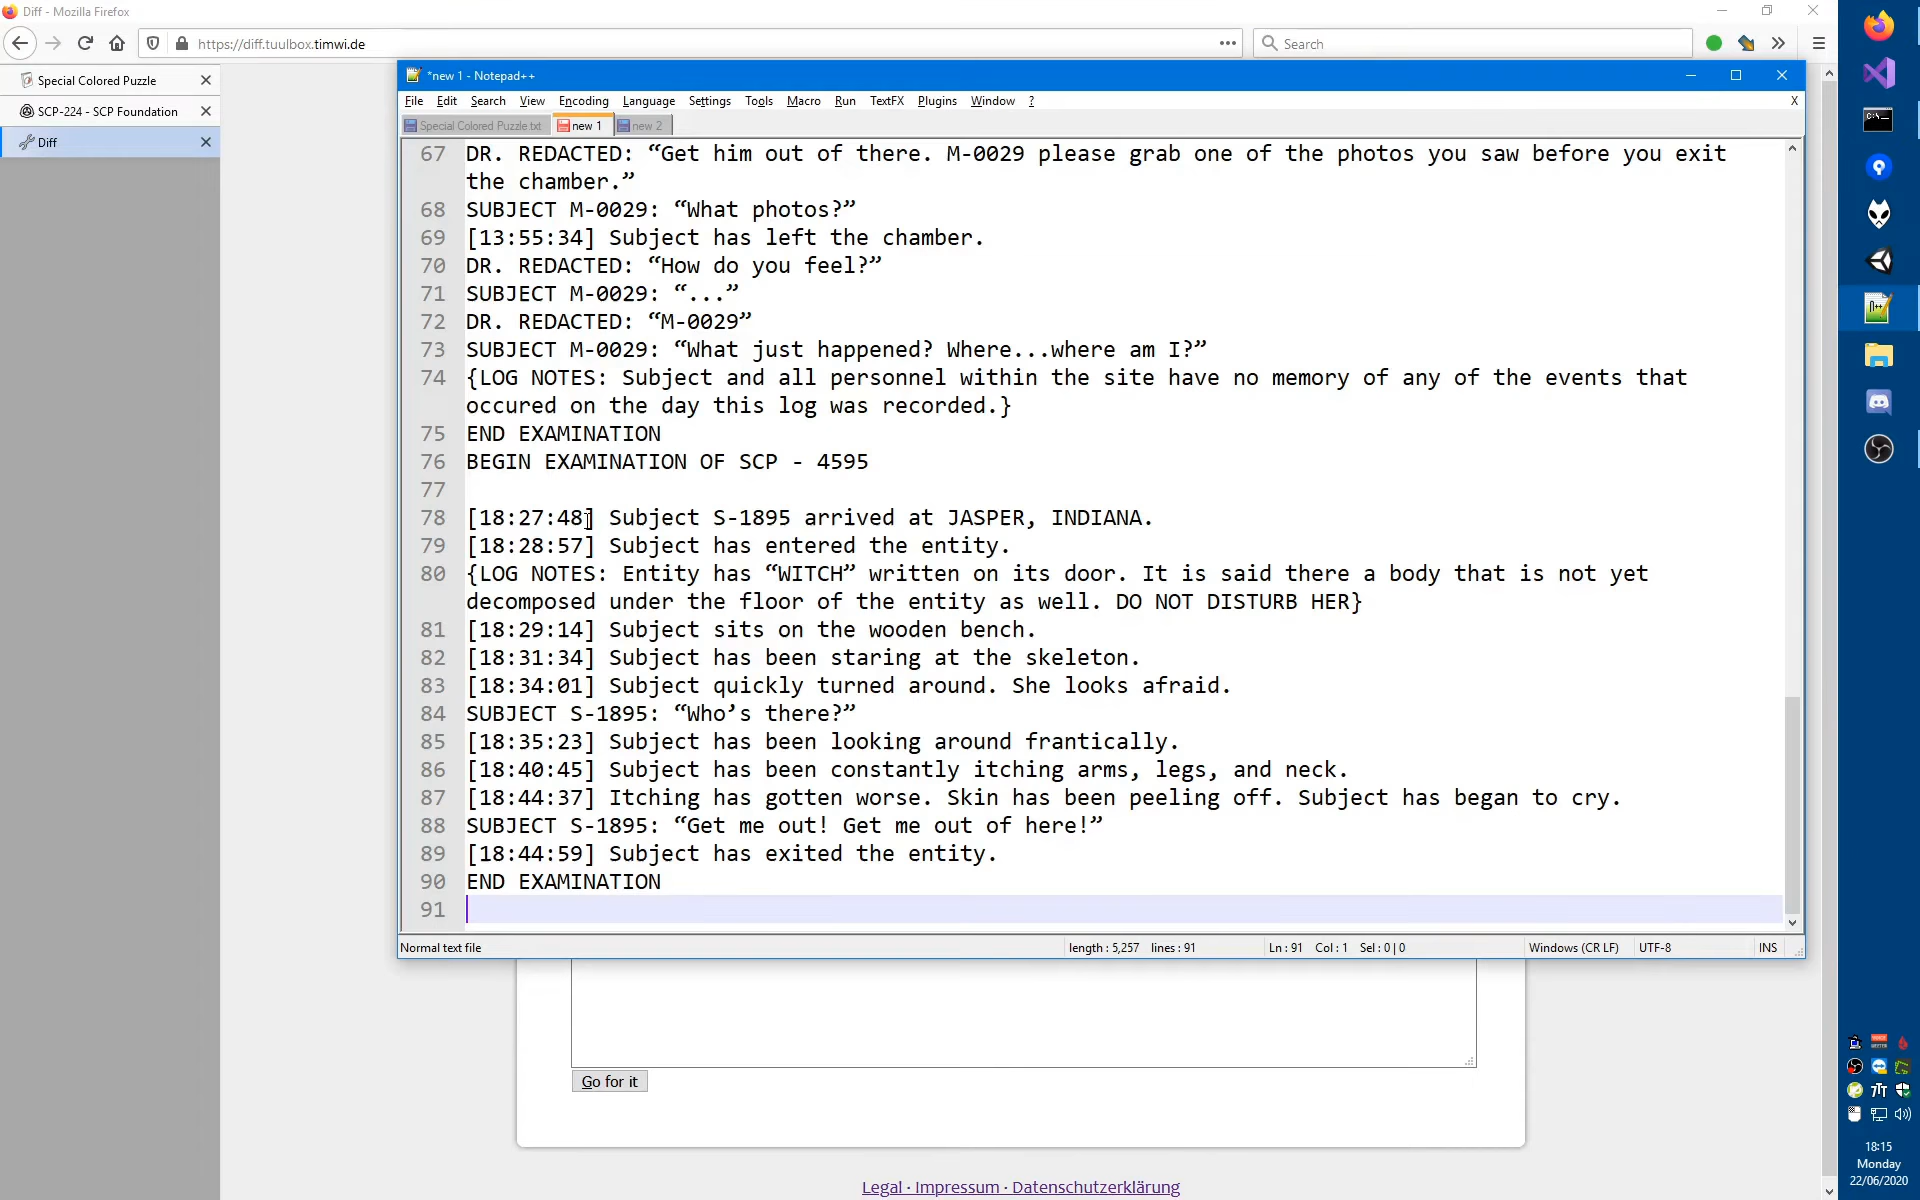 Diff - Mozilla Firefox
https://diff.tuulbox.timwi.de
Search
Special Colored Puzzle
SCP-224 - SCP Foundation
Diff
*new 1 - Notepad++
File Edit Search View Encoding Language Settings Tools Macro Run TextFX Plugins Window ? X
Special Colored Puzzle.txt new 1 new 2
67 DR. REDACTED: “Get him out of there. M-0029 please grab one of the photos you saw before you exit
the chamber.”
68 SUBJECT M-0029: “What photos?”
69 [13:55:34] Subject has left the chamber.
70 DR. REDACTED: “How do you feel?”
71 SUBJECT M-0029: “...”
72 DR. REDACTED: “M-0029”
73 SUBJECT M-0029: “What just happened? Where...where am I?”
74 {LOG NOTES: Subject and all personnel within the site have no memory of any of the events that
occured on the day this log was recorded.}
75 END EXAMINATION
76 BEGIN EXAMINATION OF SCP - 4595
77
78 [18:27:48] Subject S-1895 arrived at JASPER, INDIANA.
79 [18:28:57] Subject has entered the entity.
80 {LOG NOTES: Entity has “WITCH” written on its door. It is said there a body that is not yet
decomposed under the floor of the entity as well. DO NOT DISTURB HER}
81 [18:29:14] Subject sits on the wooden bench.
82 [18:31:34] Subject has been staring at the skeleton.
83 [18:34:01] Subject quickly turned around. She looks afraid.
84 SUBJECT S-1895: “Who’s there?”
85 [18:35:23] Subject has been looking around frantically.
86 [18:40:45] Subject has been constantly itching arms, legs, and neck.
87 [18:44:37] Itching has gotten worse. Skin has been peeling off. Subject has began to cry.
88 SUBJECT S-1895: “Get me out! Get me out of here!”
89 [18:44:59] Subject has exited the entity.
90 END EXAMINATION
91
Normal text file length : 5,257 lines : 91 Ln : 91 Col : 1 Sel : 0 | 0 Windows (CR LF) UTF-8 INS
Go for it
Legal · Impressum · Datenschutzerklärung
18:15
Monday
22/06/2020